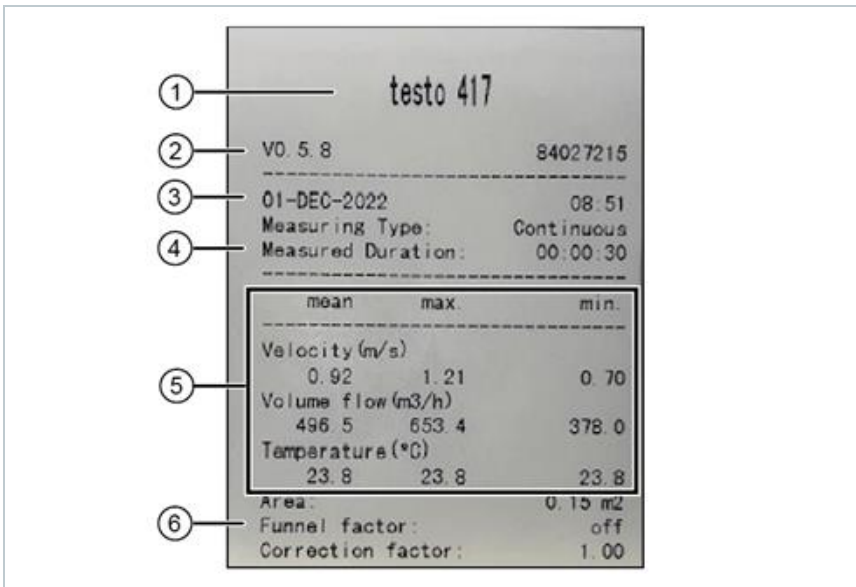 ① testo 417
② V0.5.8 84027215
③ 01-DEC-2022 08:51
Measuring Type: Continuous
④ Measured Duration: 00:00:30
mean max. min.
Velocity(m/s)
0.92 1.21 0.70
⑤
Volume flow(m3/h)
496.5 653.4 378.0
Temperature(°C)
23.8 23.8 23.8
Area: 0.15 m2
⑥ Funnel factor: off
Correction factor: 1.00